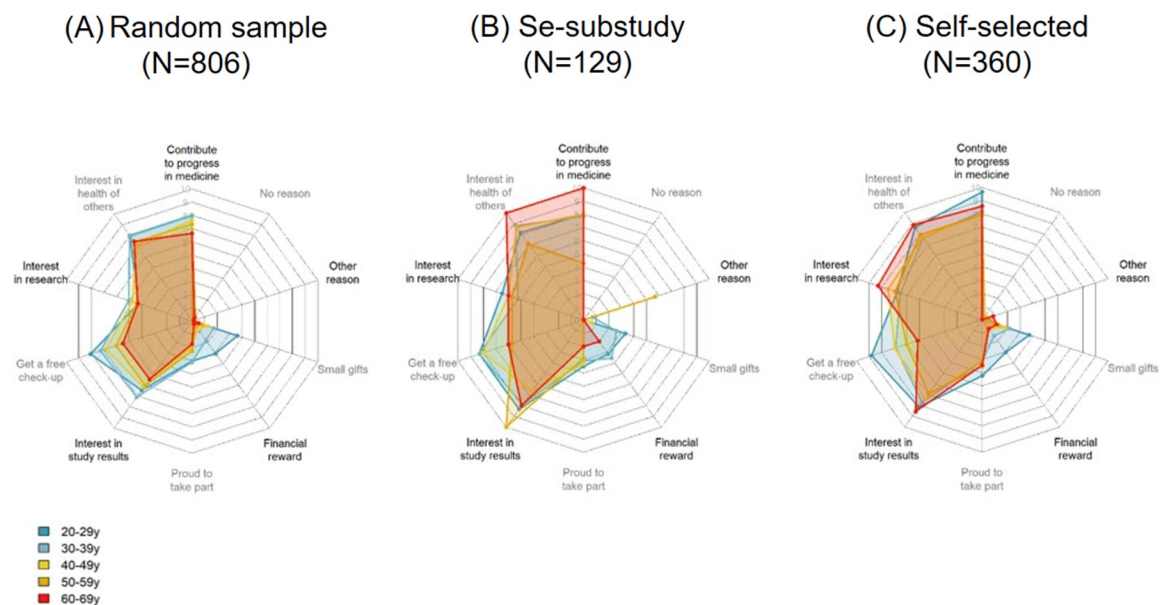 (A) Random sample
(N=806)
(B) Se-substudy
(N=129)
(C) Self-selected
(N=360)
Contribute
to progress
in medicine
No reason
Other
reason
Small gifts
Financial
reward
Proud to
take part
Interest in
study results
Get a free
check-up
Interest
in research
Interest in
health of
others
Contribute
to progress
in medicine
No reason
Other
reason
Small gifts
Financial
reward
Proud to
take part
Interest in
study results
Get a free
check-up
Interest
in research
Interest in
health of
others
Contribute
to progress
in medicine
No reason
Other
reason
Small gifts
Financial
reward
Proud to
take part
Interest in
study results
Get a free
check-up
Interest
in research
Interest in
health of
others
20-29y
30-39y
40-49y
50-59y
60-69y